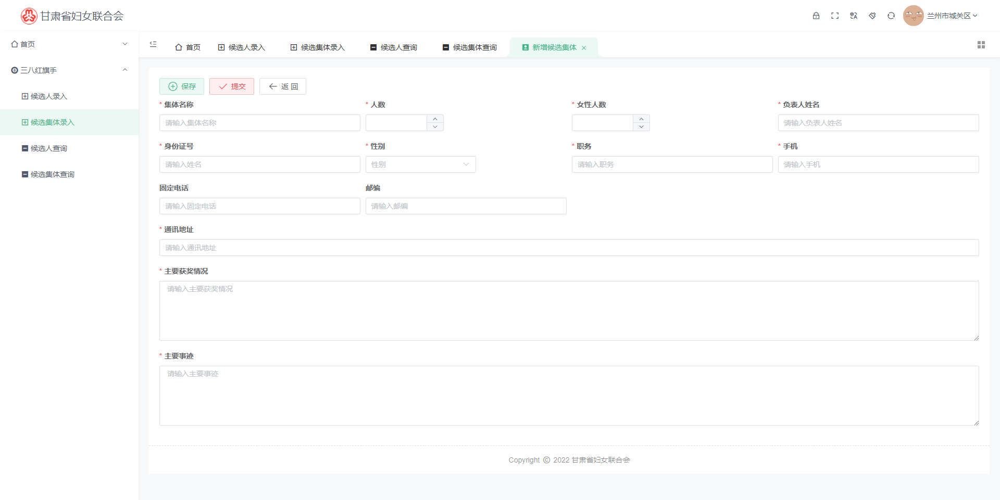 甘肃省妇女联合会
兰州市城关区
首页
三八红旗手
候选人录入
候选集体录入
候选人查询
候选集体查询
首页 候选人录入 候选集体录入 候选人查询 候选集体查询 新增候选集体
保存 提交 返回
* 集体名称 * 人数 * 女性人数 * 负表人姓名
请输入集体名称 请输入负表人姓名
* 身份证号 * 性别 * 职务 * 手机
请输入姓名 性别 请输入职务 请输入手机
固定电话 邮编
请输入固定电话 请输入邮编
* 通讯地址
请输入通讯地址
* 主要获奖情况
请输入主要获奖情况
* 主要事迹
请输入主要事迹
Copyright © 2022 甘肃省妇女联合会